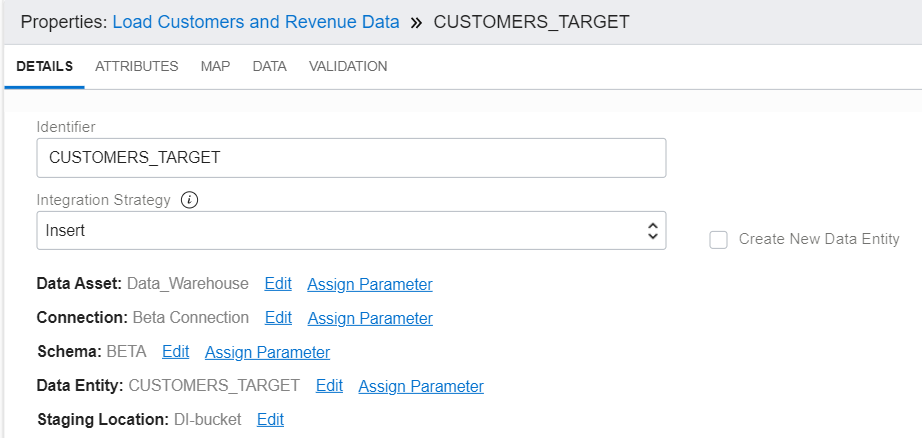 Properties: Load Customers and Revenue Data » CUSTOMERS_TARGET
DETAILS ATTRIBUTES MAP DATA VALIDATION
Identifier
CUSTOMERS_TARGET
Integration Strategy i
Insert
Create New Data Entity
Data Asset: Data_Warehouse Edit Assign Parameter
Connection: Beta Connection Edit Assign Parameter
Schema: BETA Edit Assign Parameter
Data Entity: CUSTOMERS_TARGET Edit Assign Parameter
Staging Location: DI-bucket Edit